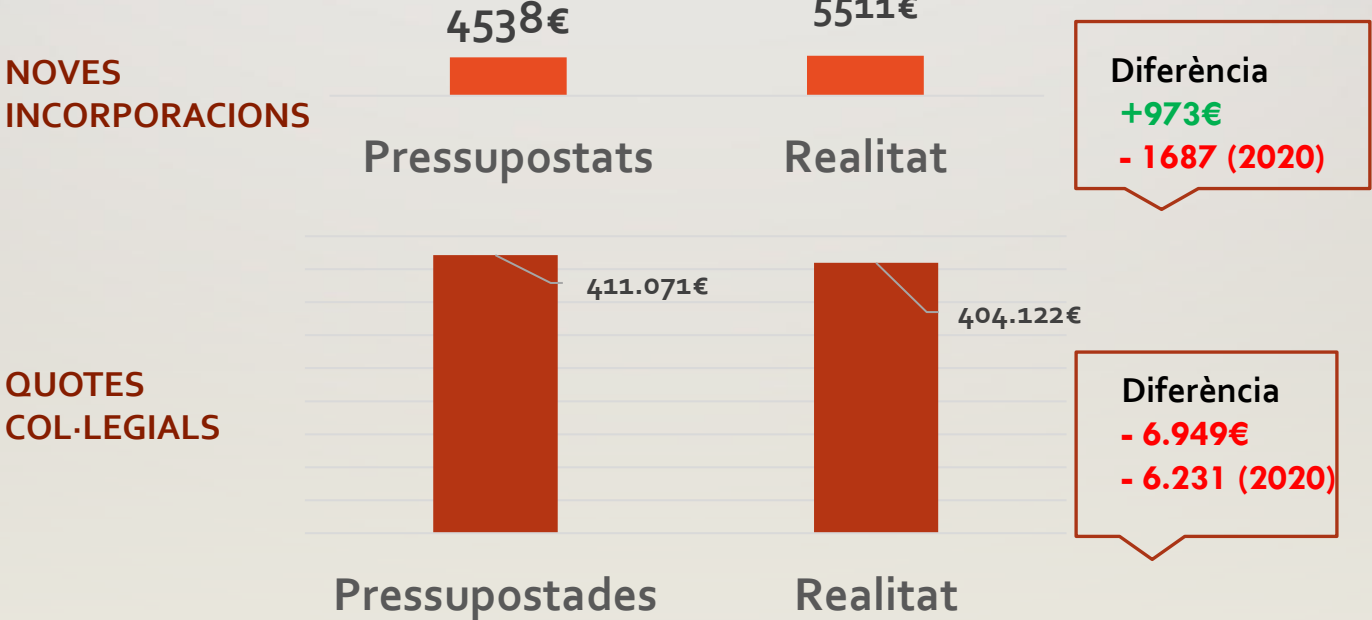 NOVES
INCORPORACIONS
4538€
5511€
Pressupostats
Realitat
Diferència
+973€
- 1687 (2020)
QUOTES
COL·LEGIALS
411.071€
404.122€
Pressupostades
Realitat
Diferència
- 6.949€
- 6.231 (2020)